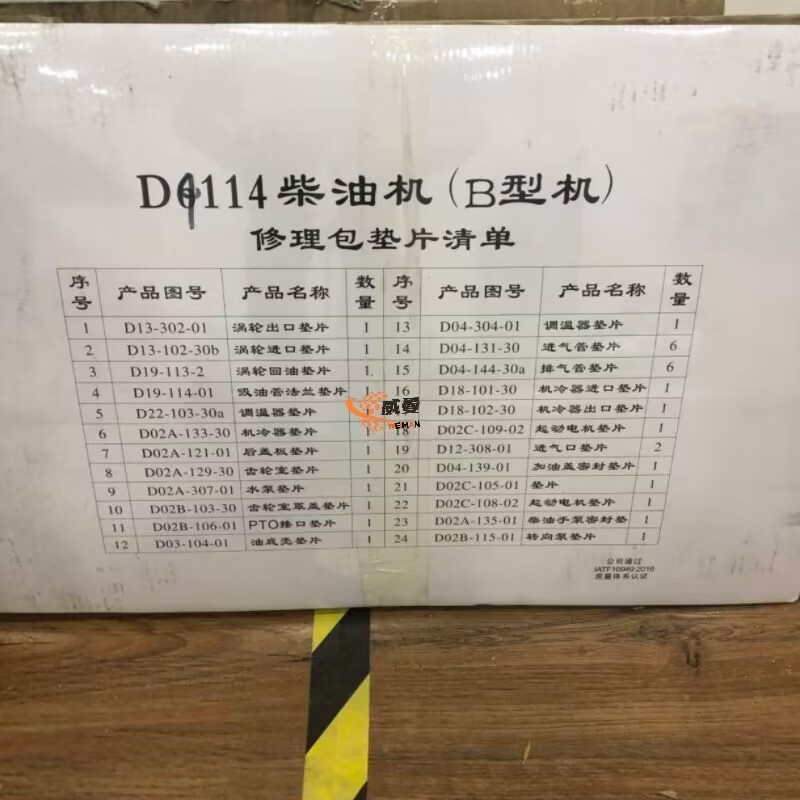 D9114柴油机(B型机)
修理包垫片清单
序号 产品图号 产品名称 数量 序号 产品图号 产品名称 数量
1 D13-302-01 涡轮出口垫片 1 13 D04-304-01 调温器垫片 1
2 D13-102-30b 涡轮进口垫片 1 14 D04-131-30 进气管垫片 6
3 D19-113-2 涡轮回油垫片 1 15 D04-144-30a 排气管垫片 6
4 D19-114-01 吸油管法兰垫片 1 16 D18-101-30 机冷器进口垫片 1
5 D22-103-30a 调温器垫片 D18-102-30 机冷器出口垫片 1
6 D02A-133-30 机冷器垫片 1 18 D02C-109-02 起动电机垫片 1
7 D02A-121-01 后盖板垫片 1 19 D12-308-01 进气口垫片 2
8 D02A-129-30 齿轮室垫片 1 20 D04-139-01 加油盖密封垫片 1
9 D02A-307-01 水泵垫片 1 21 D02C-105-01 垫片 1
10 D02B-103-30 齿轮室取盖垫片 1 22 D02C-108-02 起动电机垫片 1
11 D02B-106-01 PTO接口垫片 1 23 D02A-135-01 柴油手泵密封垫 1
12 D03-104-01 油底壳垫片 1 24 D02B-115-01 转向泵垫片 1
威曼
WEMAN
公司通过
IATF16949:2016
质量体系认证